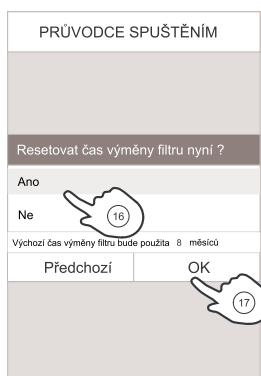 PRŮVODCE SPUŠTĚNÍM
Resetovat čas výměny filtru nyní ?
Ano
Ne
16
Výchozí čas výměny filtru bude použita 8 měsíců
Předchozí OK
17